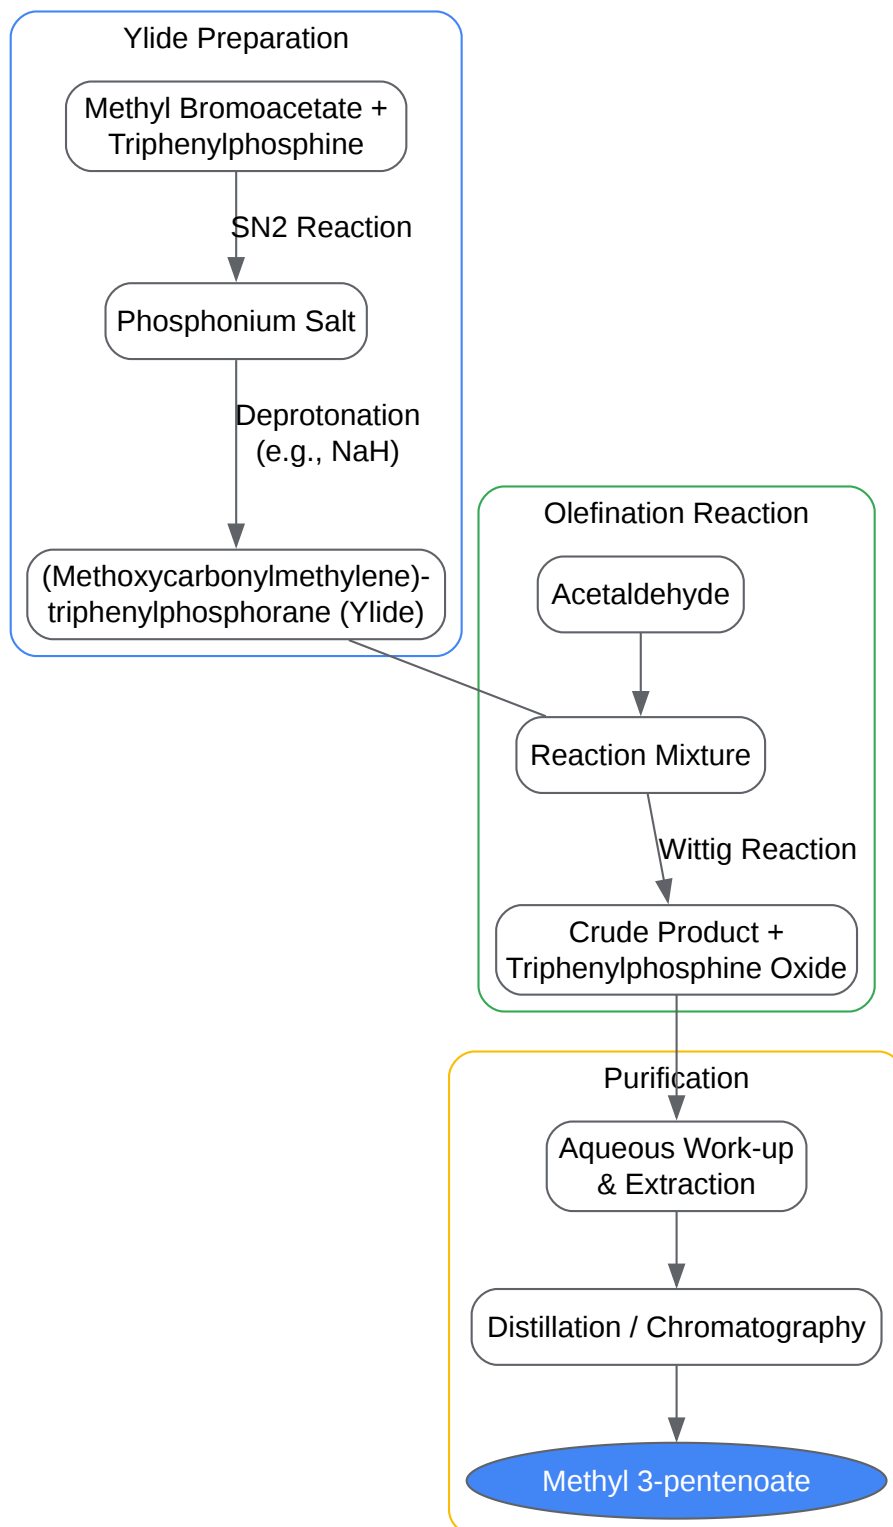 Ylide Preparation
Methyl Bromoacetate +
Triphenylphosphine
SN2 Reaction
Phosphonium Salt
Deprotonation
(e.g., NaH)
(Methoxycarbonylmethylene)-
triphenylphosphorane (Ylide)
Olefination Reaction
Acetaldehyde
Reaction Mixture
Wittig Reaction
Crude Product +
Triphenylphosphine Oxide
Purification
Aqueous Work-up
& Extraction
Distillation / Chromatography
Methyl 3-pentenoate